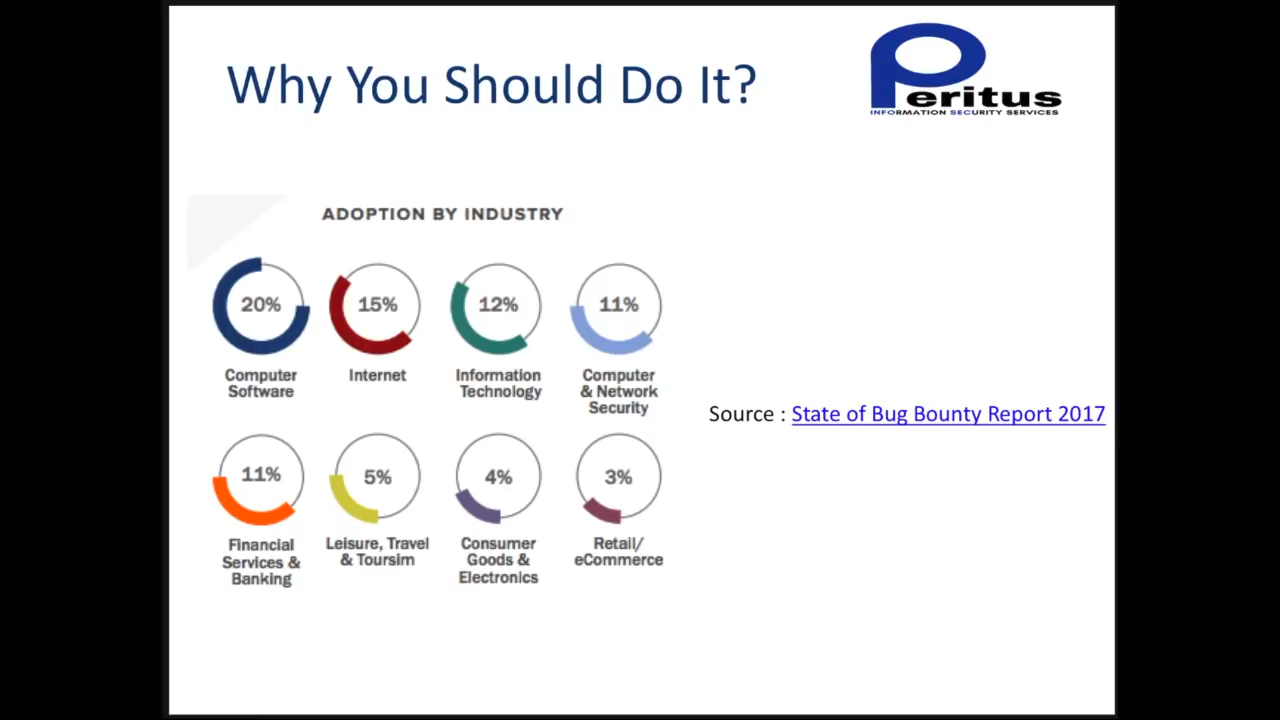 Why You Should Do It?
Peritus
INFORMATION SECURITY SERVICES
ADOPTION BY INDUSTRY
20%
Computer
Software
15%
Internet
12%
Information
Technology
11%
Computer
& Network
Security
Source : State of Bug Bounty Report 2017
11%
Financial
Services &
Banking
5%
Leisure, Travel
& Toursim
4%
Consumer
Goods &
Electronics
3%
Retail/
eCommerce